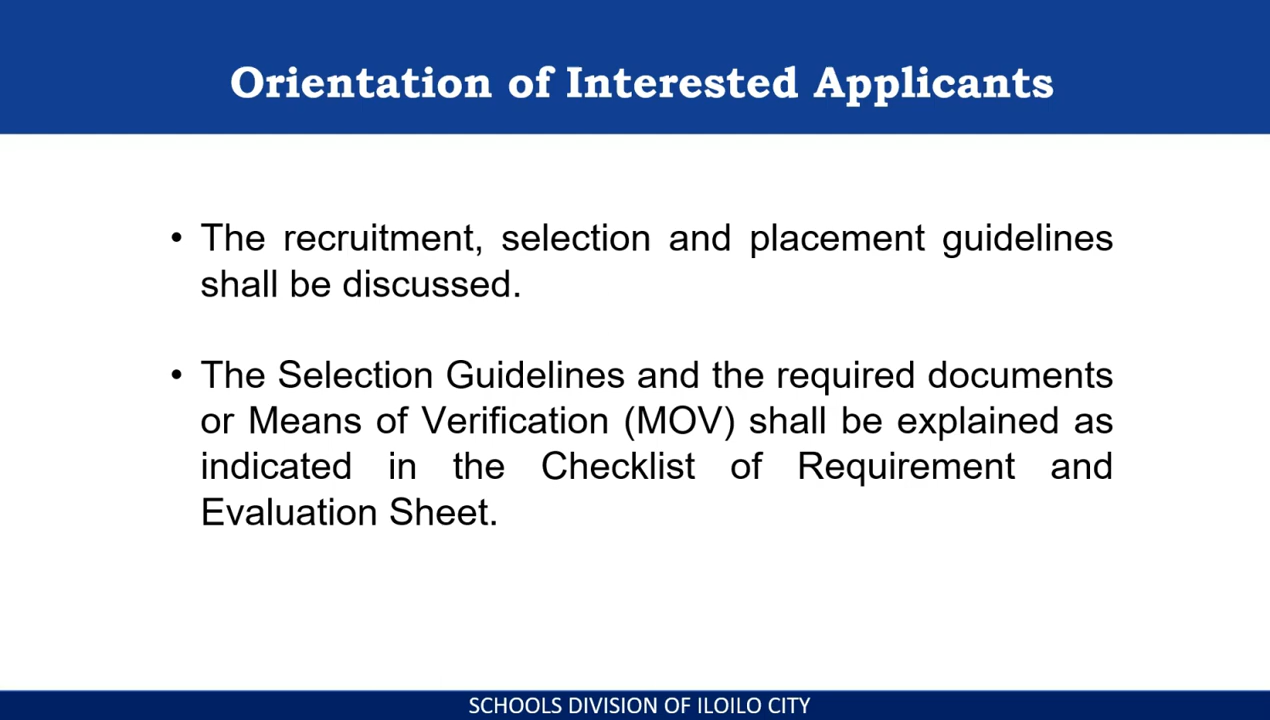 Orientation of Interested Applicants
• The recruitment, selection and placement guidelines
shall be discussed.
• The Selection Guidelines and the required documents
or Means of Verification (MOV) shall be explained as
indicated in the Checklist of Requirement and
Evaluation Sheet.
SCHOOLS DIVISION OF ILOILO CITY